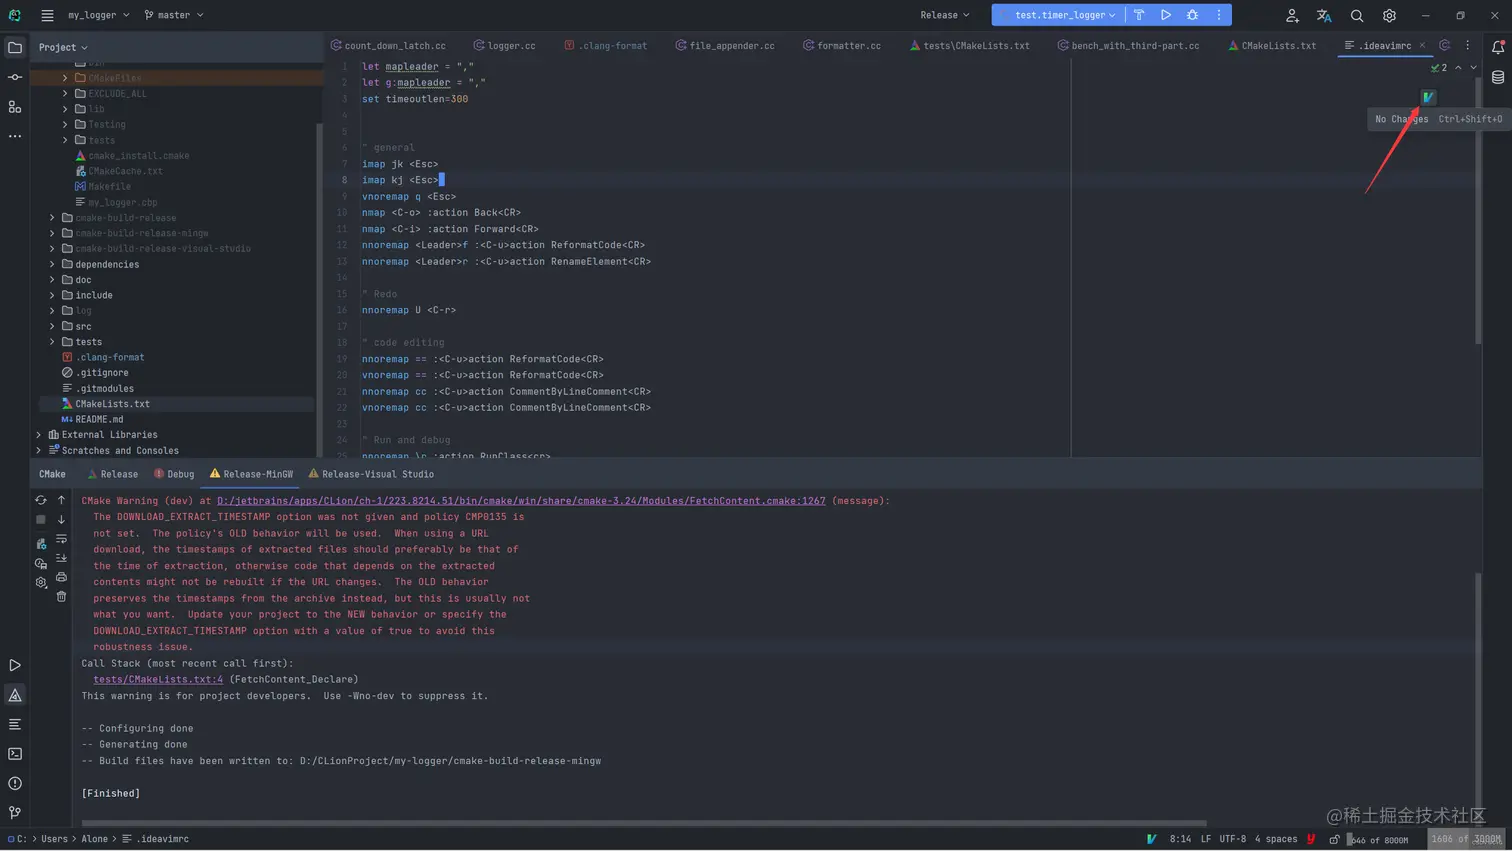 my_logger
master
Release
test.timer_logger
Project
count_down_latch.cc
logger.cc
.clang-format
file_appender.cc
formatter.cc
tests\CMakeLists.txt
bench_with_third-part.cc
CMakeLists.txt
.ideavimrc
CMakeFiles
EXCLUDE_ALL
lib
Testing
tests
cmake_install.cmake
CMakeCache.txt
Makefile
my_logger.cbp
cmake-build-release
cmake-build-release-mingw
cmake-build-release-visual-studio
dependencies
doc
include
log
src
tests
.clang-format
.gitignore
.gitmodules
CMakeLists.txt
README.md
External Libraries
Scratches and Consoles
1 let mapleader = ","
2 let g:mapleader = ","
3 set timeoutlen=300
4
5
6 " general
7 imap jk <Esc>
8 imap kj <Esc>
9 vnoremap q <Esc>
10 nmap <C-o> :action Back<CR>
11 nmap <C-i> :action Forward<CR>
12 nnoremap <Leader>f :<C-u>action ReformatCode<CR>
13 nnoremap <Leader>r :<C-u>action RenameElement<CR>
14
15 " Redo
16 nnoremap U <C-r>
17
18 " code editing
19 nnoremap == :<C-u>action ReformatCode<CR>
20 vnoremap == :<C-u>action ReformatCode<CR>
21 nnoremap cc :<C-u>action CommentByLineComment<CR>
22 vnoremap cc :<C-u>action CommentByLineComment<CR>
23
24 " Run and debug
25 nnoremap \r :action RunClass<cr>
2
No Changes Ctrl+Shift+O
CMake
Release
Debug
Release-MinGW
Release-Visual Studio
CMake Warning (dev) at D:/jetbrains/apps/CLion/ch-1/223.8214.51/bin/cmake/win/share/cmake-3.24/Modules/FetchContent.cmake:1267 (message):
The DOWNLOAD_EXTRACT_TIMESTAMP option was not given and policy CMP0135 is
not set.  The policy's OLD behavior will be used.  When using a URL
download, the timestamps of extracted files should preferably be that of
the time of extraction, otherwise code that depends on the extracted
contents might not be rebuilt if the URL changes.  The OLD behavior
preserves the timestamps from the archive instead, but this is usually not
what you want.  Update your project to the NEW behavior or specify the
DOWNLOAD_EXTRACT_TIMESTAMP option with a value of true to avoid this
robustness issue.
Call Stack (most recent call first):
tests/CMakeLists.txt:4 (FetchContent_Declare)
This warning is for project developers.  Use -Wno-dev to suppress it.
-- Configuring done
-- Generating done
-- Build files have been written to: D:/CLionProject/my-logger/cmake-build-release-mingw
[Finished]
@稀土掘金技术社区
C: > Users > Alone > .ideavimrc
8:14 LF UTF-8 4 spaces
646 of 8000M
1606 of 3000M